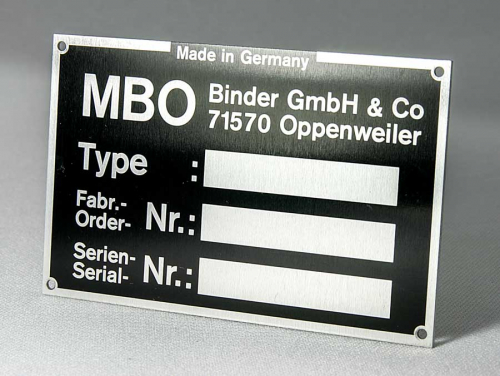 Made in Germany
MBO Binder GmbH & Co
71570 Oppenweiler
Type :
Fabr.-
Order- Nr.:
Serien-
Serial- Nr.: